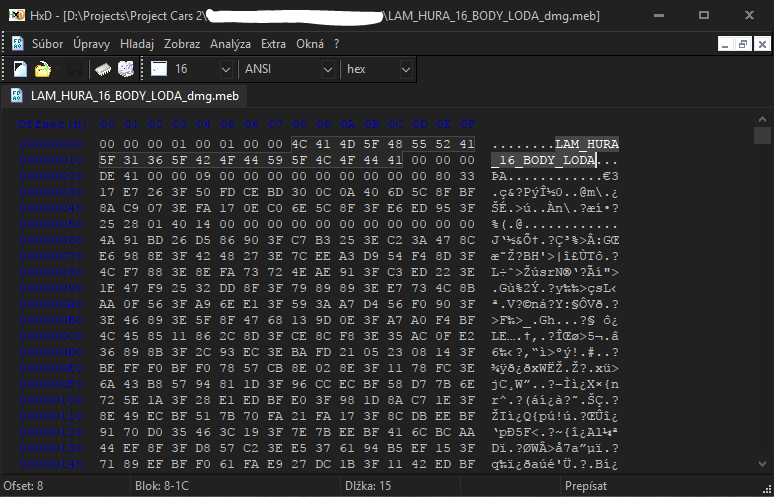 HxD - [D:\Projects\Project Cars 2\ \LAM_HURA_16_BODY_LODA_dmg.meb]
Súbor Úpravy Hladaj Zobraz Analýza Extra Okná ?
16 ANSI hex
LAM_HURA_16_BODY_LODA_dmg.meb
Offset(h) 00 01 02 03 04 05 06 07 08 09 0A 0B 0C 0D 0E 0F
00000000 00 00 00 01 00 01 00 00 4C 41 4D 5F 48 55 52 41 ........LAM_HURA
00000010 5F 31 36 5F 42 4F 44 59 5F 4C 4F 44 41 00 00 00 _16_BODY_LODA...
00000020 DE 41 00 00 09 00 00 00 00 00 00 00 00 00 80 33 ÞA............€3
00000030 17 E7 26 3F 50 FD CE BD 30 0C 0A 40 6D 5C 8F BF .ç&?PýÎ½0..@m\.¿
00000040 8A C9 07 3E FA 17 0E C0 6E 5C 8F 3F E6 ED 95 3F ŠÉ.>ú..Àn\.?æí•?
00000050 25 28 01 40 14 00 00 00 00 00 00 00 00 00 00 00 %(.@............
00000060 4A 91 BD 26 D5 86 90 3F C7 B3 25 3E C2 3A 47 8C J‘½&Õ†.?Ç³%>Â:GŒ
00000070 E6 98 8E 3F 42 48 27 3E 7C EE A3 D9 54 F4 8D 3F æ˜Ž?BH'>|î£ÙTô.?
00000080 4C F7 88 3E 8E FA 73 72 4E AE 91 3F C3 ED 22 3E L÷ˆ>ŽúsrN®‘?Ãí">
00000090 1E 47 F9 25 32 DD 8F 3F 79 89 89 3E E7 73 4C 8B .Gù%2Ý.?y‰‰>çsL‹
000000A0 AA 0F 56 3F A9 6E E1 3F 59 3A A7 D4 56 F0 90 3F ª.V?©ná?Y:§ÔVð.?
000000B0 3E 46 89 3E 5F 8F 47 68 13 9D 0E 3F A7 A0 F4 BF >F‰>_.Gh...?§ ô¿
000000C0 4C 45 85 11 86 2C 8D 3F CE 8C F8 3E 35 AC 0F E2 LE….†,.?ÎŒø>5¬.â
000000D0 36 89 8B 3F 2C 93 EC 3E BA FD 21 05 23 08 14 3F 6‰‹?,“ì>ºý!.#..?
000000E0 BE FF F0 BF F0 78 57 CB 8E 02 8E 3F 11 78 FC 3E ¾ÿð¿ðxWËŽ.Ž?.xü>
000000F0 6A 43 B8 57 94 81 1D 3F 96 CC EC BF 58 D7 7B 6E jC¸W”..?–Ìì¿X×{n
00000100 72 5E 1A 3F 28 E1 ED BF E0 3F 98 1D 8A C7 1E 3F r^.?(áí¿à?˜.ŠÇ.?
00000110 8E 49 EC BF 51 7B 70 FA 21 FA 17 3F 8C DB EE BF ŽIì¿Q{pú!ú.?ŒÛî¿
00000120 91 70 D0 35 46 3C 19 3F 7E 7B EE BF 41 6C BC AA ‘pÐ5F<.?~{î¿Al¼ª
00000130 44 EF 8F 3F D8 57 C2 3E E5 37 61 94 B5 EF 15 3F Dï.?ØWÂ>å7a”µï.?
00000140 71 89 EF BF F0 61 FA E9 27 DC 1B 3F 11 42 ED BF q‰ï¿ðaúé'Ü.?.Bí¿
Ofset: 8 Blok: 8-1C Dĺžka: 15 Prepísať